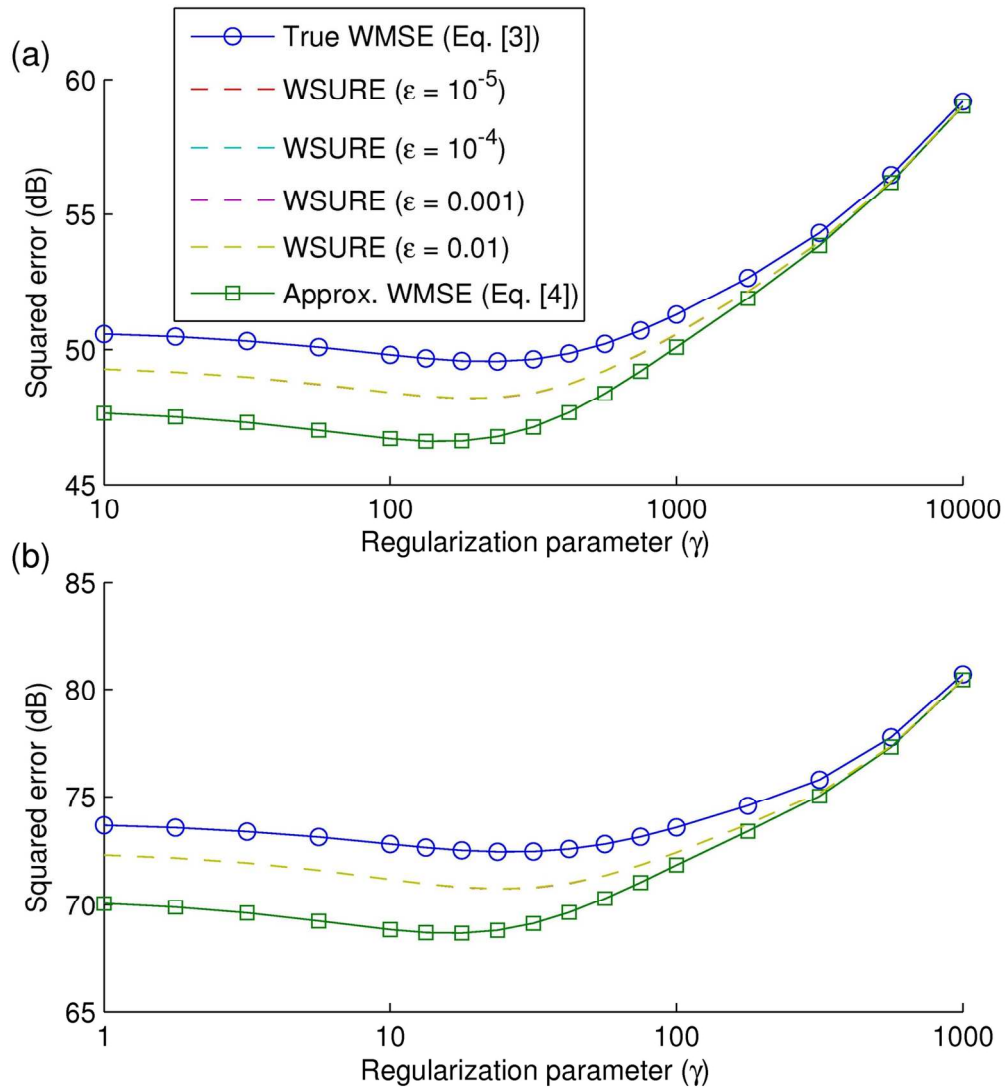 (a)
True WMSE (Eq. [3])
WSURE (ε = 10^-5)
WSURE (ε = 10^-4)
WSURE (ε = 0.001)
WSURE (ε = 0.01)
Approx. WMSE (Eq. [4])
60
55
50
45
Squared error (dB)
10
100
1000
10000
Regularization parameter (γ)
(b)
85
80
75
70
65
Squared error (dB)
1
10
100
1000
Regularization parameter (γ)